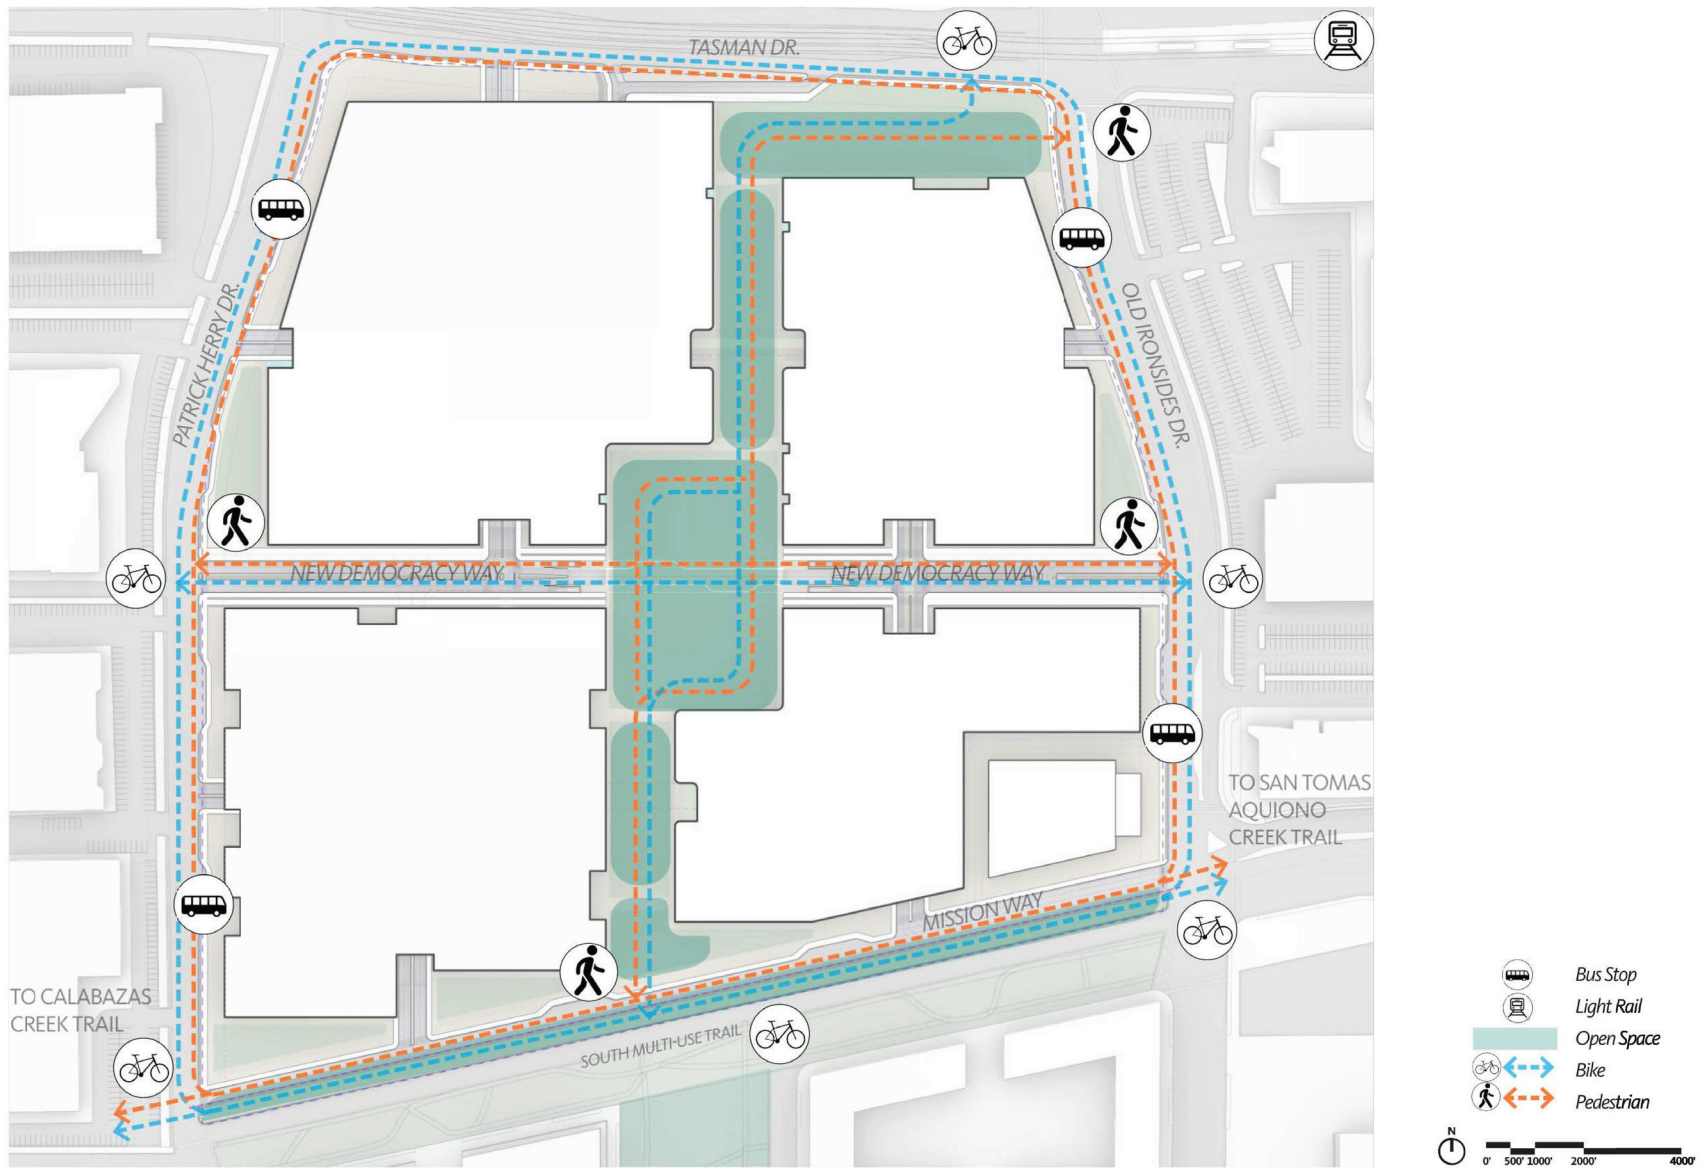 TASMAN DR.
PATRICK HERRY DR.
OLD IRONSIDES DR.
NEW DEMOCRACY WAY
NEW DEMOCRACY WAY
TO SAN TOMAS
AQUIONO
CREEK TRAIL
MISSION WAY
TO CALABAZAS
CREEK TRAIL
SOUTH MULTI-USE TRAIL
Bus Stop
Light Rail
Open Space
Bike
Pedestrian
N
0' 500' 1000' 2000' 4000'